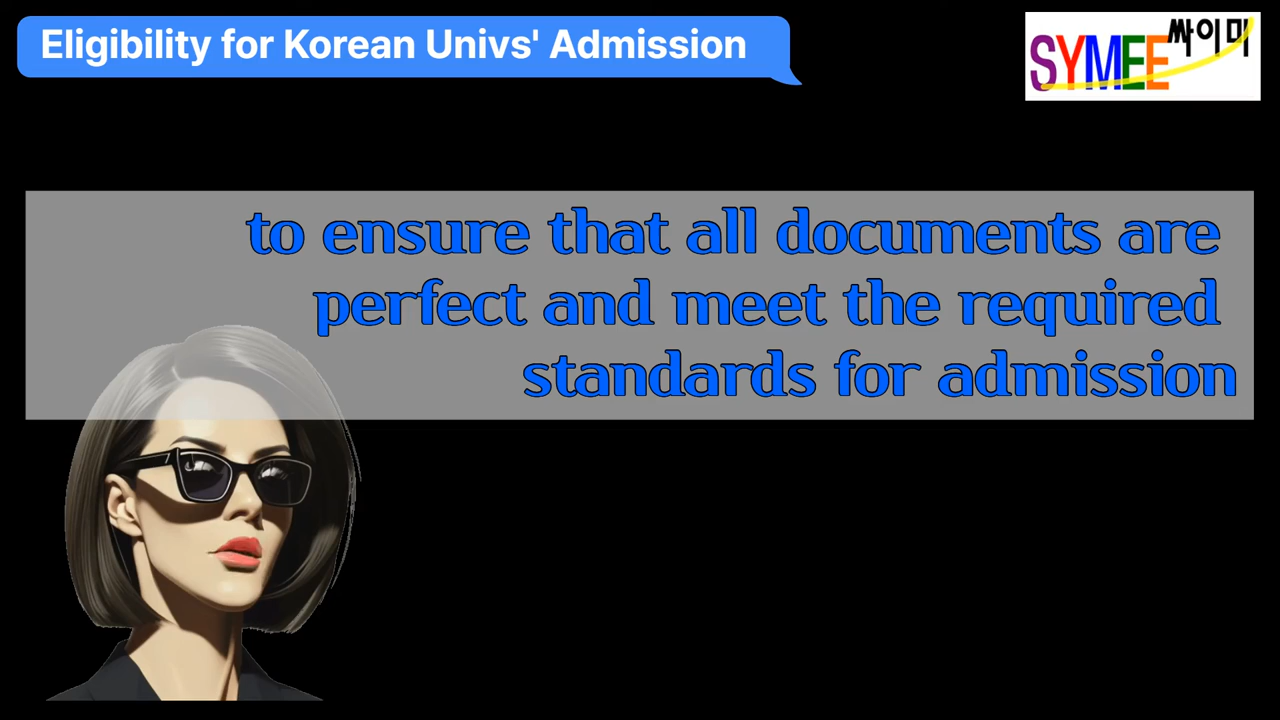 Eligibility for Korean Univs' Admission
SYMEE싸이미
to ensure that all documents are
perfect and meet the required
standards for admission